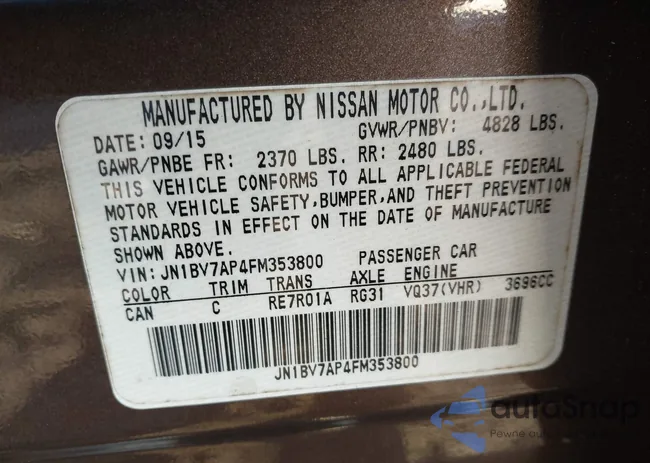 MANUFACTURED BY NISSAN MOTOR CO.,LTD.
DATE: 09/15 GVWR/PNBV: 4828 LBS.
GAWR/PNBE FR: 2370 LBS. RR: 2480 LBS.
THIS VEHICLE CONFORMS TO ALL APPLICABLE FEDERAL
MOTOR VEHICLE SAFETY,BUMPER,AND THEFT PREVENTION
STANDARDS IN EFFECT ON THE DATE OF MANUFACTURE
SHOWN ABOVE.
VIN: JN1BV7AP4FM353800 PASSENGER CAR
COLOR TRIM TRANS AXLE ENGINE
CAN C RE7R01A RG31 VQ37(VHR) 3696CC
JN1BV7AP4FM353800
autoSnap
Pewne auto